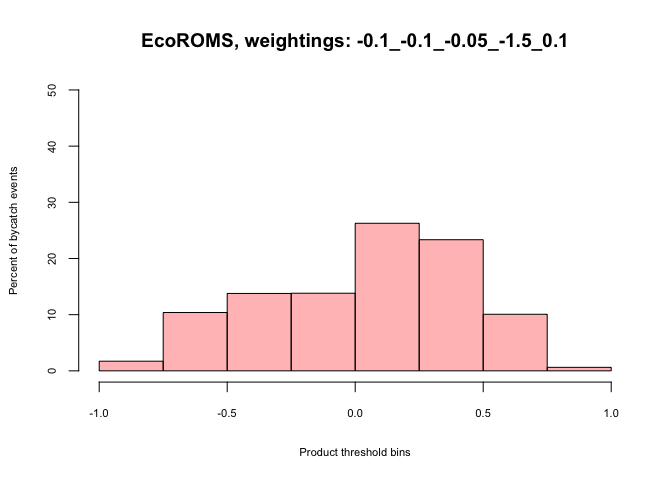 EcoROMS, weightings: -0.1_-0.1_-0.05_-1.5_0.1
Percent of bycatch events
50
40
30
20
10
0
-1.0 -0.5 0.0 0.5 1.0
Product threshold bins